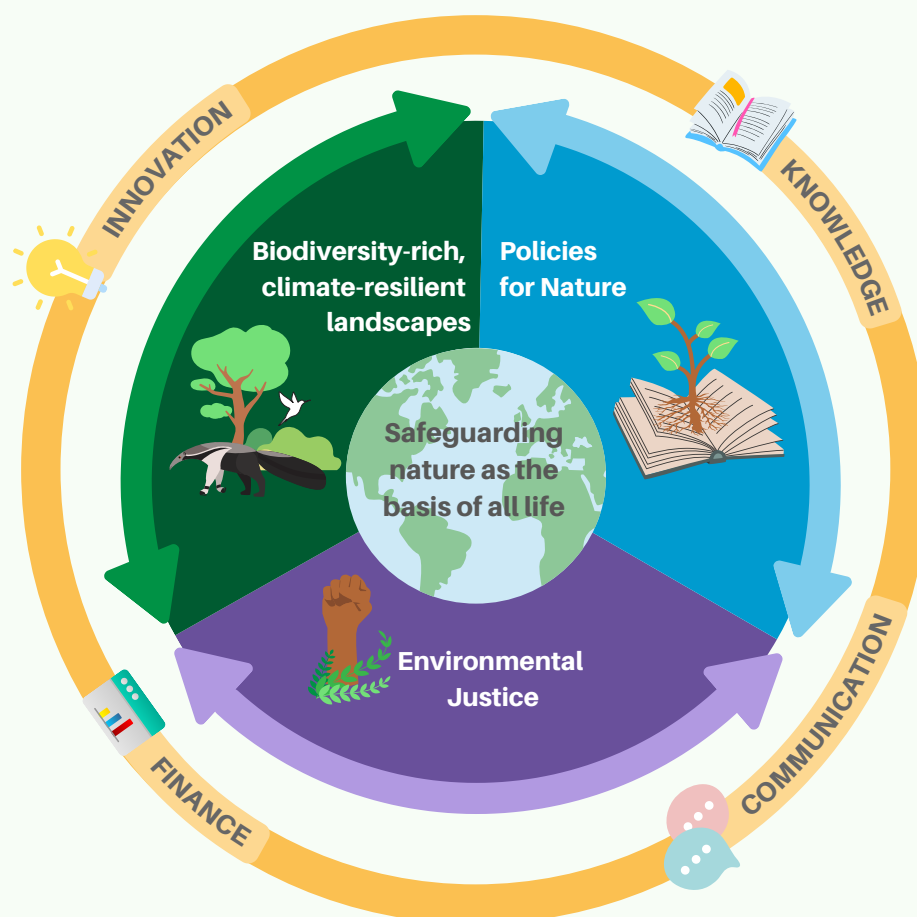 INNOVATION
KNOWLEDGE
Biodiversity-rich,
climate-resilient
landscapes
Policies
for Nature
Safeguarding
nature as the
basis of all life
Environmental
Justice
FINANCE
COMMUNICATION